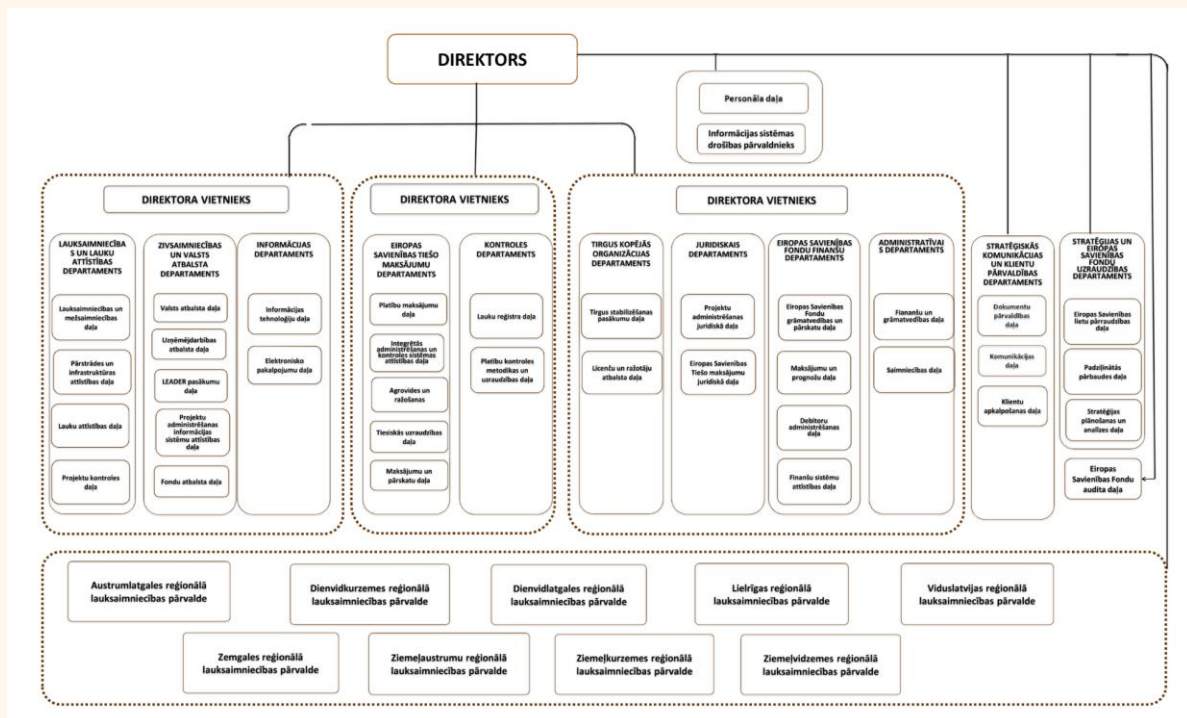 DIREKTORS
Personāla daļa
Informācijas sistēmas
drošības pārvaldnieks
DIREKTORA VIETNIEKS
LAUKSAIMNIECĪBA
S UN LAUKU
ATTĪSTĪBAS
DEPARTAMENTS
Lauksaimniecības un
mežsaimniecības
daļa
Pārstrādes un
infrastruktūras
attīstības daļa
Lauku attīstības daļa
Projektu kontroles
daļa
ZIVSAIMNIECĪBAS
UN VALSTS
ATBALSTA
DEPARTAMENTS
Valsts atbalsta daļa
Uzņēmējdarbības
atbalsta daļa
LEADER pasākumu
daļa
Projektu
administrēšanas
informācijas
sistēmu attīstības
daļa
Fondu atbalsta daļa
INFORMĀCIJAS
DEPARTAMENTS
Informācijas
tehnoloģiju daļa
Elektronisko
pakalpojumu daļa
DIREKTORA VIETNIEKS
EIROPAS
SAVIENĪBAS TIEŠO
MAKSĀJUMU
DEPARTAMENTS
Platību maksājumu
daļa
Integrētās
administrēšanas un
kontroles sistēmas
attīstības daļa
Agrovides un
ražošanas
Tiesiskās uzraudzības
daļa
Maksājumu un
pārskatu daļa
KONTROLES
DEPARTAMENTS
Lauku reģistra daļa
Platību kontroles
metodikas un
uzraudzības daļa
DIREKTORA VIETNIEKS
TIRGUS KOPĒJĀS
ORGANIZĀCIJAS
DEPARTAMENTS
Tirgus stabilizēšanas
pasākumu daļa
Licenču un ražotāju
atbalsta daļa
JURIDISKAIS
DEPARTAMENTS
Projektu
administrēšanas
juridiskā daļa
Eiropas Savienības
Tiešo maksājumu
juridiskā daļa
EIROPAS SAVIENĪBAS
FONDU FINANŠU
DEPARTAMENTS
Eiropas Savienības
Fondu
grāmatvedības un
pārskatu daļa
Maksājumu un
prognožu daļa
Debitoru
administrēšanas
daļa
Finanšu sistēmu
attīstības daļa
ADMINISTRATĪVAI
S DEPARTAMENTS
Fiananšu un
grāmatvedības daļa
Saimniecības daļa
STRATĒĢISKĀS
KOMUNIKĀCIJAS
UN KLIENTU
PĀRVALDĪBAS
DEPARTAMENTS
Dokumentu
pārvaldības
daļa
Komunikācijas daļa
Klientu
apkalpošanas daļa
STRATĒĢIJAS UN
EIROPAS
SAVIENĪBAS
FONDU
UZRAUDZĪBAS
DEPARTAMENTS
Eiropas Savienības
lietu pārraudzības
daļa
Padziļinātās
pārbaudes daļa
Stratēģijas
plānošanas un
analīzes daļa
Eiropas
Savienības Fondu
audita daļa
Austrumlatgales reģionālā
lauksaimniecības pārvalde
Dienvidkurzemes reģionālā
lauksaimniecības pārvalde
Dienvidlatgales reģionālā
lauksaimniecības pārvalde
Lielrīgas reģionālā
lauksaimniecības pārvalde
Viduslatvijas reģionālā
lauksaimniecības pārvalde
Zemgales reģionālā
lauksaimniecības pārvalde
Ziemeļaustrumu reģionālā
lauksaimniecības pārvalde
Ziemeļkurzemes reģionālā
lauksaimniecības pārvalde
Ziemeļvidzemes reģionālā
lauksaimniecības pārvalde